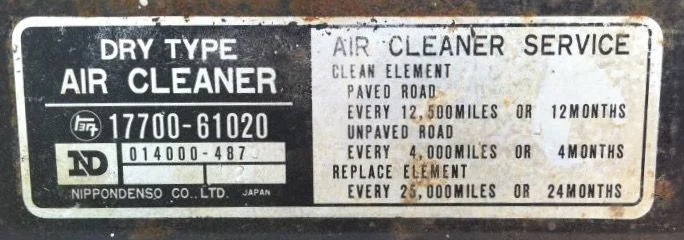 DRY TYPE
AIR CLEANER
17700-61020
ND
014000-487
NIPPONDENSO CO., LTD. JAPAN
AIR CLEANER SERVICE
CLEAN ELEMENT
PAVED ROAD
EVERY 12,500MILES OR 12MONTHS
UNPAVED ROAD
EVERY 4,000MILES OR 4MONTHS
REPLACE ELEMENT
EVERY 25,000MILES OR 24MONTHS